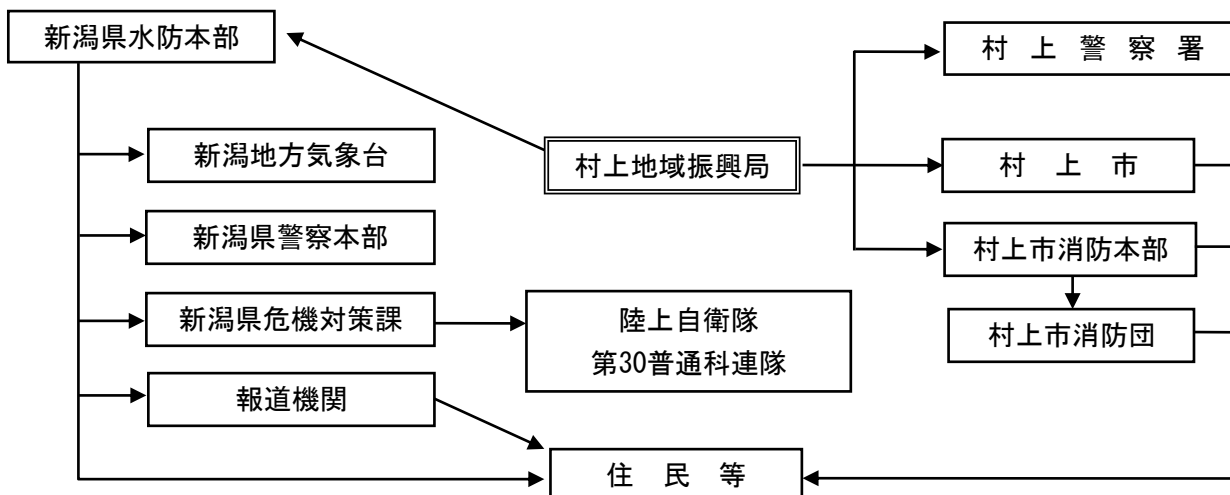 新潟県水防本部
村上警察署
新潟地方気象台
村上地域振興局
村上市
新潟県警察本部
村上市消防本部
新潟県危機対策課
陸上自衛隊
第30普通科連隊
村上市消防団
報道機関
住民等